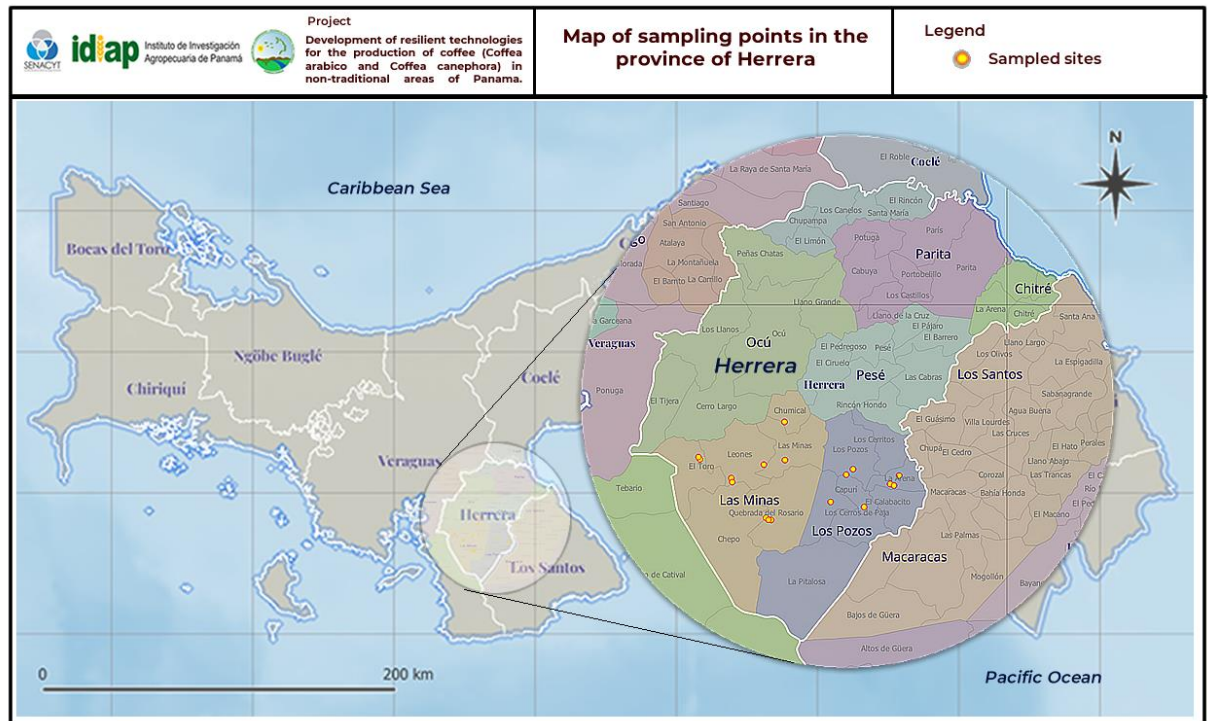 SENACYT
idiap
Instituto de Investigación
Agropecuaria de Panamá
Project
Development of resilient technologies
for the production of coffee (Coffea
arabico and Coffea canephora) in
non-traditional areas of Panama.
Map of sampling points in the
province of Herrera
Legend
Sampled sites
N
Caribbean Sea
Bocas del Toro
Ngöbe Buglé
Chiriquí
Coclé
Veraguas
Herrera
Los Santos
El Roble
Coclé
La Raya de Santa María
Santiago
El Rincón
Los Canelos
Santa María
Chupampa
San Antonio
El Limón
París
Potuga
Atalaya
Peñas Chatas
Parita
La Montañuela
Cabuya
Portobelillo
Parita
El Barrito
La Carrillo
Chitré
Los Castillos
Llano Grande
La Arena
Chitré
Santa Ana
Llano de la Cruz
El Pájaro
Los Llanos
Ocú
El Barrero
Veraguas
Ocú
El Pedregoso
Pesé
Llano Largo
Los Olivos
La Espigadilla
Herrera
El Ciruelo
Pesé
Las Cabras
Los Santos
Ponuga
Herrera
Sabanagrande
El Tijera
Cerro Largo
Rincón Hondo
Chumical
Agua Buena
El Guásimo
Villa Lourdes
Las Cruces
Los Cerritos
Las Minas
Los Pozos
Chupá
El Cedro
El Hato
Perales
Leones
Llano Abajo
El Toro
Las Trancas
Corozal
Tebario
Capurí
Macaracas
Bahía Honda
Las Minas
El Calabacito
Quebrada del Rosario
Los Cerros de Paja
El Macano
Los Pozos
Chepo
Las Palmas
Macaracas
La Pitaloza
Mogollón
Bajos de Güera
Altos de Güera
0
200 km
Pacific Ocean